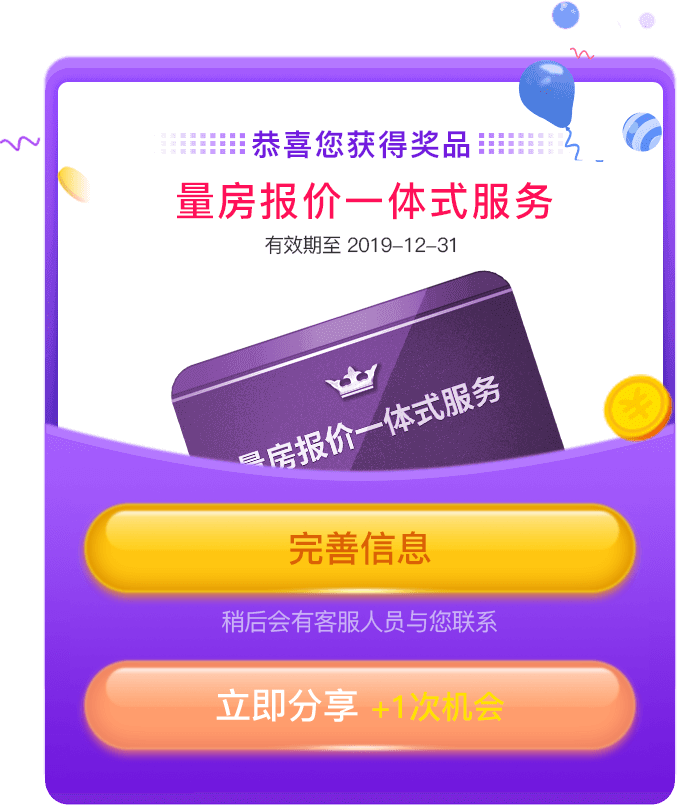 恭喜您获得奖品
量房报价一体式服务
有效期至 2019-12-31
量房报价一体式服务
完善信息
稍后会有客服人员与您联系
立即分享 +1次机会